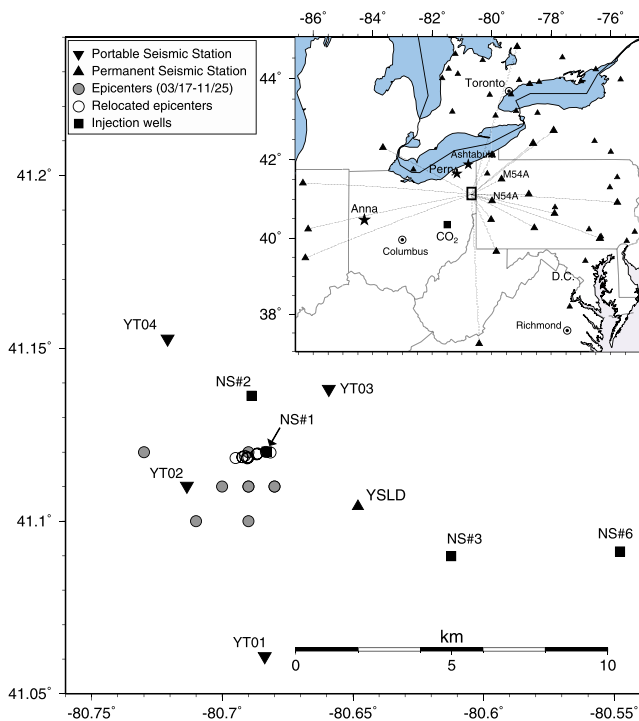 -86° -84° -82° -80° -78° -76°
Portable Seismic Station
Permanent Seismic Station
Epicenters (03/17-11/25)
Relocated epicenters
Injection wells
44°
42°
40°
38°
Toronto
Ashtabula
Perry
M54A
N54A
Anna
CO2
Columbus
D.C.
Richmond
41.2°
41.15°
41.1°
41.05°
YT04
NS#2
YT03
NS#1
YT02
YSLD
NS#3
NS#6
YT01
km
0 5 10
-80.75° -80.7° -80.65° -80.6° -80.55°